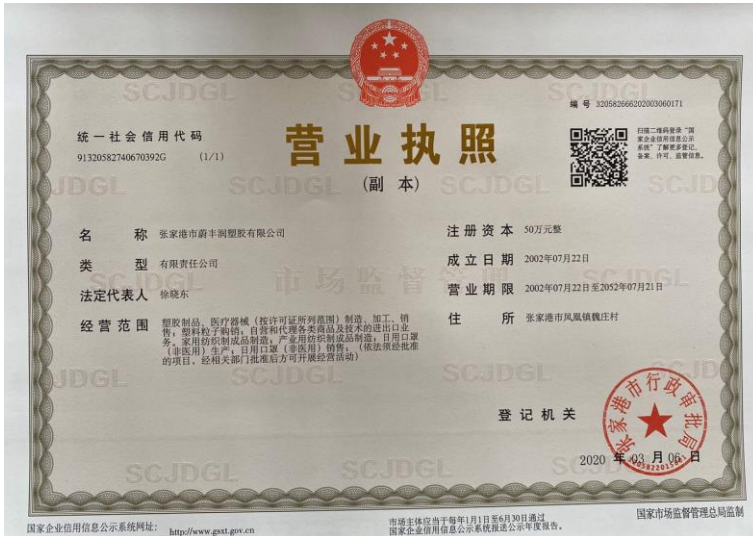 编号 320582666202003060171
统一社会信用代码
91320582740670392G (1/1)
营业执照
(副 本)
扫描二维码登录“国
家企业信用信息公示
系统”了解更多登记、
备案、许可、监管信息。
名 称 张家港市蔚丰润塑胶有限公司
类 型 有限责任公司
法定代表人 徐晓东
经营范围 塑胶制品、医疗器械(按许可证所列范围)制造、加工、销
售;塑料粒子购销;自营和代理各类商品及技术的进出口业
务。家用纺织制成品制造;产业用纺织制成品制造;日用口罩
(非医用)生产;日用口罩(非医用)销售;(依法须经批准
的项目,经相关部门批准后方可开展经营活动)
注册资本 50万元整
成立日期 2002年07月22日
营业期限 2002年07月22日至2052年07月21日
住 所 张家港市凤凰镇魏庄村
市场监督管理
SCJDGL
登记机关
张家港市行政审批局
2020 年 03 月 06 日
国家企业信用信息公示系统网址: http://www.gsxt.gov.cn
市场主体应当于每年1月1日至6月30日通过
国家企业信用信息公示系统报送公示年度报告。
国家市场监督管理总局监制